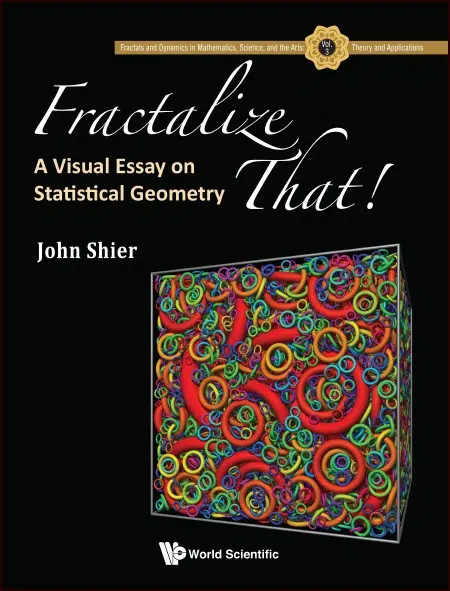 Fractals and Dynamics in Mathematics, Science, and the Arts: Vol. 3 Theory and Applications
Fractalize
That!
A Visual Essay on
Statistical Geometry
John Shier
World Scientific